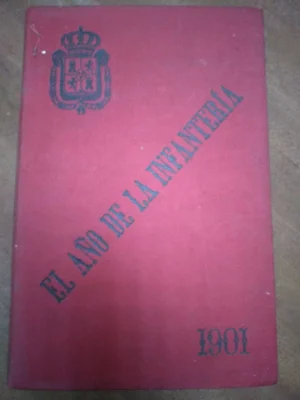 EL AÑO DE LA INFANTERÍA
1901